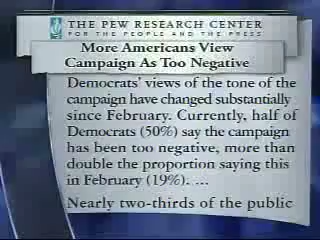 THE PEW RESEARCH CENTER
FOR THE PEOPLE AND THE PRESS
More Americans View
Campaign As Too Negative
Democrats' views of the tone of the
campaign have changed substantially
since February. Currently, half of
Democrats (50%) say the campaign
has been too negative, more than
double the proportion saying this
in February (19%). ...
Nearly two-thirds of the public